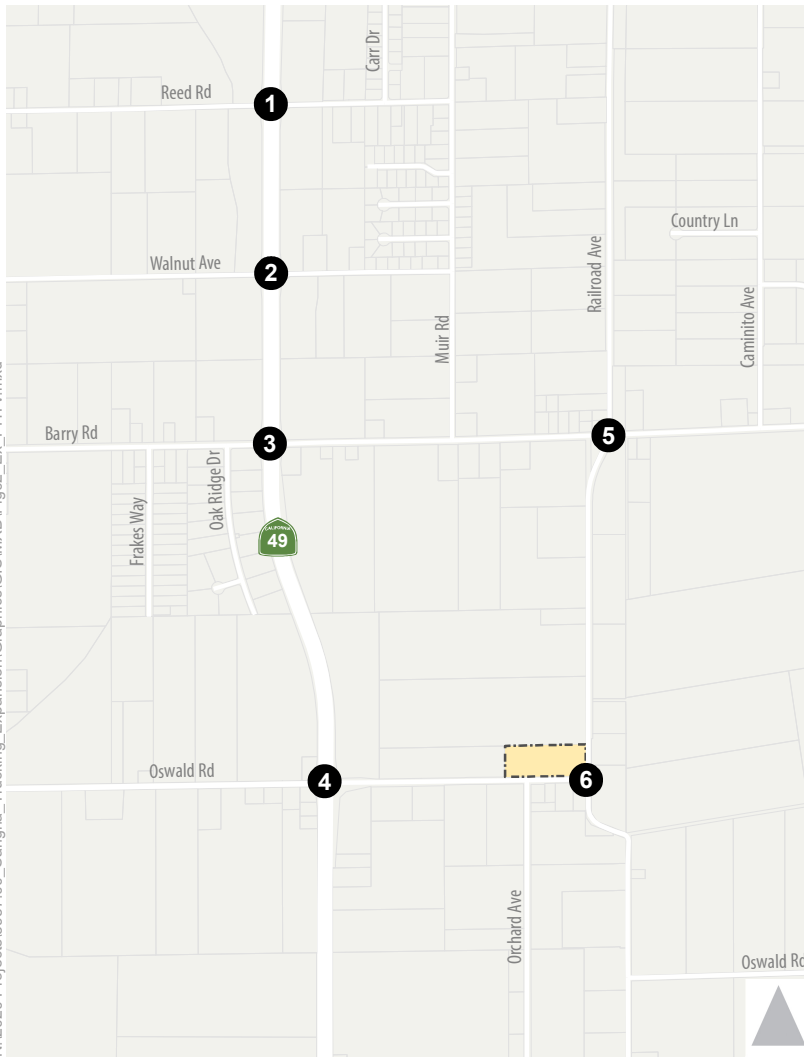 Carr Dr
Reed Rd
1
Country Ln
Walnut Ave
2
Railroad Ave
Caminito Ave
Muir Rd
Barry Rd
3
5
Oak Ridge Dr
Frakes Way
CALIFORNIA
49
Oswald Rd
4
6
Orchard Ave
Oswald Rd